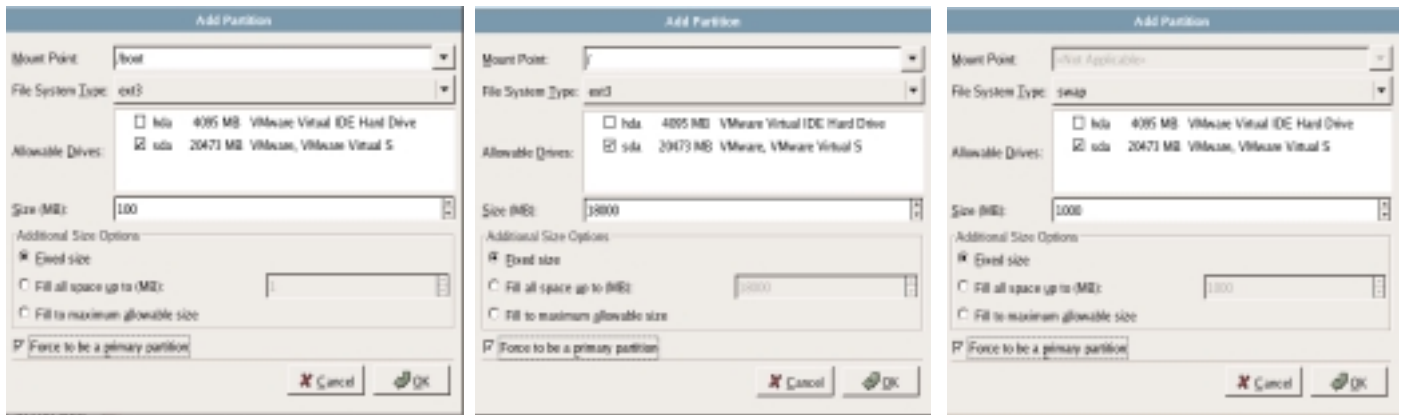 Add Partition
Mount Point: /boot
File System Type: ext3
hda 4095 MB VMware Virtual IDE Hard Drive
Allowable Drives:
sda 20473 MB VMware, VMware Virtual S
Size (MB): 100
Additional Size Options
Fixed size
Fill all space up to (MB): 1
Fill to maximum allowable size
Force to be a primary partition
Cancel OK
Add Partition
Mount Point: /
File System Type: ext3
hda 4095 MB VMware Virtual IDE Hard Drive
Allowable Drives:
sda 20473 MB VMware, VMware Virtual S
Size (MB): 18000
Additional Size Options
Fixed size
Fill all space up to (MB): 18000
Fill to maximum allowable size
Force to be a primary partition
Cancel OK
Add Partition
Mount Point: <Not Applicable>
File System Type: swap
hda 4095 MB VMware Virtual IDE Hard Drive
Allowable Drives:
sda 20473 MB VMware, VMware Virtual S
Size (MB): 1000
Additional Size Options
Fixed size
Fill all space up to (MB): 1000
Fill to maximum allowable size
Force to be a primary partition
Cancel OK